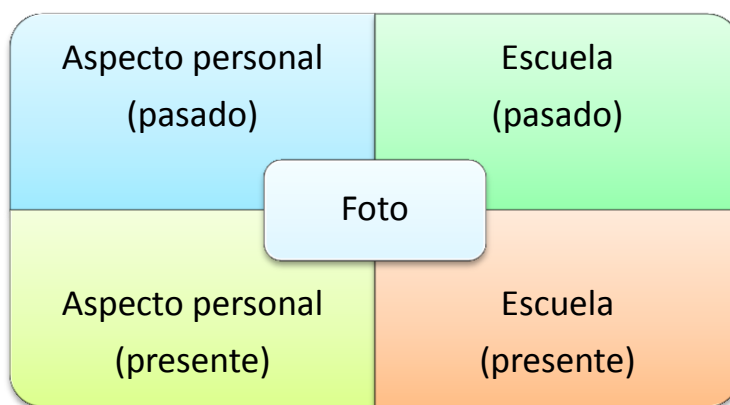 Aspecto personal
(pasado)
Escuela
(pasado)
Foto
Aspecto personal
(presente)
Escuela
(presente)